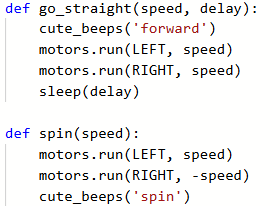 def go_straight(speed, delay):
    cute_beeps('forward')
    motors.run(LEFT, speed)
    motors.run(RIGHT, speed)
    sleep(delay)

def spin(speed):
    motors.run(LEFT, speed)
    motors.run(RIGHT, -speed)
    cute_beeps('spin')